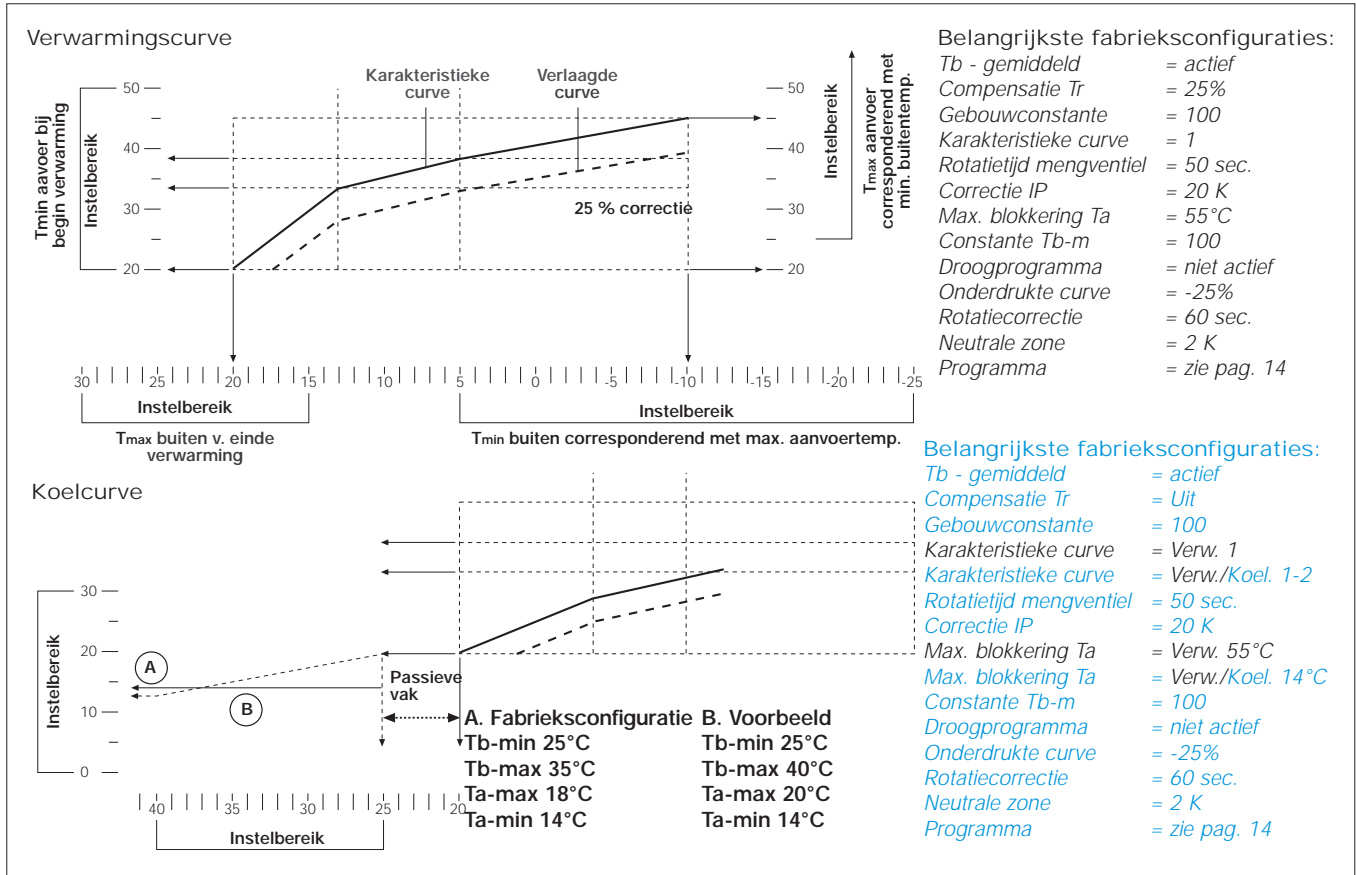 Verwarmingscurve
Karakteristieke
curve
Verlaagde
curve
Tmin aavoer bij
begin verwarming
Instelbereik
50
40
30
20
25 % correctie
50
40
30
20
Instelbereik
Tmax aanvoer
corresponderend met
min. buitentemp.
30 25 20 15 10 5 0 -5 -10 -15 -20 -25
Instelbereik
Instelbereik
Tmax buiten v. einde
verwarming
Tmin buiten corresponderend met max. aanvoertemp.
Belangrijkste fabrieksconfiguraties:
Tb - gemiddeld = actief
Compensatie Tr = 25%
Gebouwconstante = 100
Karakteristieke curve = 1
Rotatietijd mengventiel = 50 sec.
Correctie IP = 20 K
Max. blokkering Ta = 55°C
Constante Tb-m = 100
Droogprogramma = niet actief
Onderdrukte curve = -25%
Rotatiecorrectie = 60 sec.
Neutrale zone = 2 K
Programma = zie pag. 14
Koelcurve
Instelbereik
30
20
10
0
A
B
Passieve
vak
40 35 30 25 20
Instelbereik
A. Fabrieksconfiguratie
Tb-min 25°C
Tb-max 35°C
Ta-max 18°C
Ta-min 14°C
B. Voorbeeld
Tb-min 25°C
Tb-max 40°C
Ta-max 20°C
Ta-min 14°C
Belangrijkste fabrieksconfiguraties:
Tb - gemiddeld = actief
Compensatie Tr = Uit
Gebouwconstante = 100
Karakteristieke curve = Verw. 1
Karakteristieke curve = Verw./Koel. 1-2
Rotatietijd mengventiel = 50 sec.
Correctie IP = 20 K
Max. blokkering Ta = Verw. 55°C
Max. blokkering Ta = Verw./Koel. 14°C
Constante Tb-m = 100
Droogprogramma = niet actief
Onderdrukte curve = -25%
Rotatiecorrectie = 60 sec.
Neutrale zone = 2 K
Programma = zie pag. 14